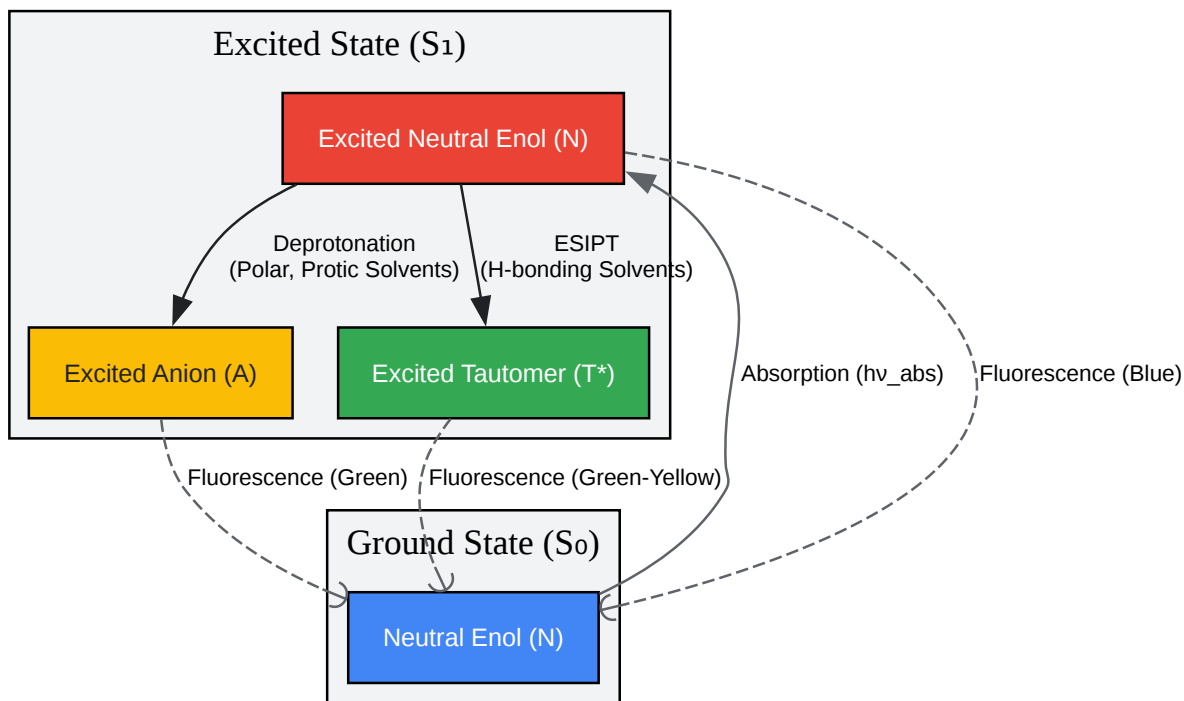 Excited State (S₁)
Excited Neutral Enol (N)
Deprotonation
(Polar, Protic Solvents)
ESIPT
(H-bonding Solvents)
Excited Anion (A)
Excited Tautomer (T*)
Absorption (hν_abs)
Fluorescence (Blue)
Fluorescence (Green)
Fluorescence (Green-Yellow)
Ground State (S₀)
Neutral Enol (N)